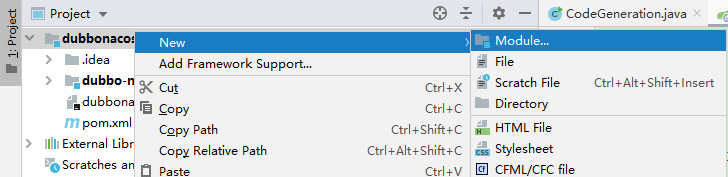 1: Project
Project
CodeGeneration.java
dubbonacos
New
Module...
.idea
Add Framework Support...
File
dubbo-n
Cut Ctrl+X
Scratch File Ctrl+Alt+Shift+Insert
dubbona
Copy Ctrl+C
Directory
pom.xml
Copy Path Ctrl+Shift+C
HTML File
External Libr
Copy Relative Path Ctrl+Alt+Shift+C
Stylesheet
Scratches an
Paste Ctrl+V
CFML/CFC file